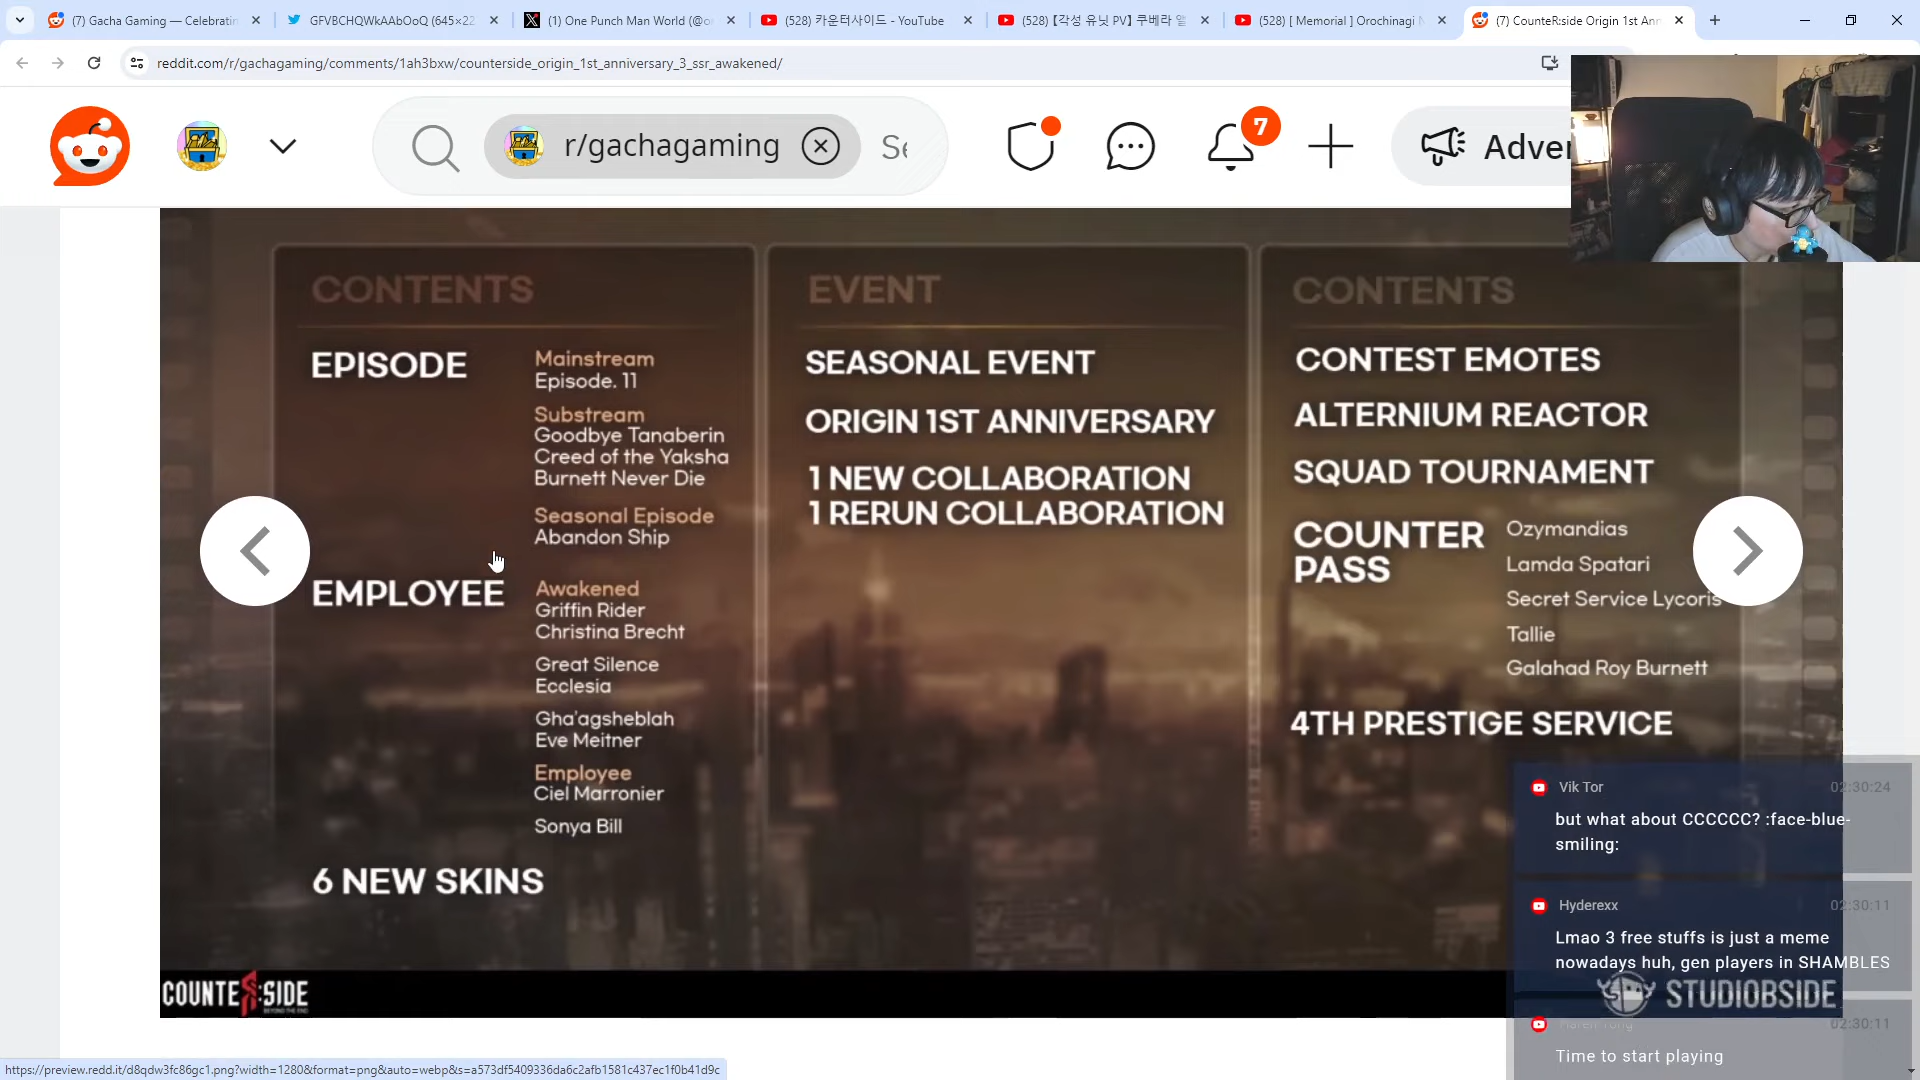 (7) Gacha Gaming — Celebratin
GFVBCHQWkAAbOoQ (645×22
(1) One Punch Man World (@o
(528) 카운터사이드 - YouTube
(528) 【각성 유닛 PV】 쿠베라 엘
(528) [ Memorial ] Orochinagi N
(7) CounteR:side Origin 1st Ann
reddit.com/r/gachagaming/comments/1ah3bxw/counterside_origin_1st_anniversary_3_ssr_awakened/
r/gachagaming
Se
7
Adver
CONTENTS
EPISODE
Mainstream
Episode. 11
Substream
Goodbye Tanaberin
Creed of the Yaksha
Burnett Never Die
Seasonal Episode
Abandon Ship
EMPLOYEE
Awakened
Griffin Rider
Christina Brecht
Great Silence
Ecclesia
Gha'agsheblah
Eve Meitner
Employee
Ciel Marronier
Sonya Bill
6 NEW SKINS
EVENT
SEASONAL EVENT
ORIGIN 1ST ANNIVERSARY
1 NEW COLLABORATION
1 RERUN COLLABORATION
CONTENTS
CONTEST EMOTES
ALTERNIUM REACTOR
SQUAD TOURNAMENT
COUNTER
PASS
Ozymandias
Lamda Spatari
Secret Service Lycoris
Tallie
Galahad Roy Burnett
4TH PRESTIGE SERVICE
Vik Tor
02:30:24
but what about CCCCCC? :face-blue-
smiling:
Hyderexx
02:30:11
Lmao 3 free stuffs is just a meme
nowadays huh, gen players in SHAMBLES
02:30:11
Time to start playing
COUNTER:SIDE
STUDIOBSIDE
https://preview.redd.it/d8qdw3fc86gc1.png?width=1280&format=png&auto=webp&s=a573df5409336da6c2afb1581c437ec1f0b41d9c